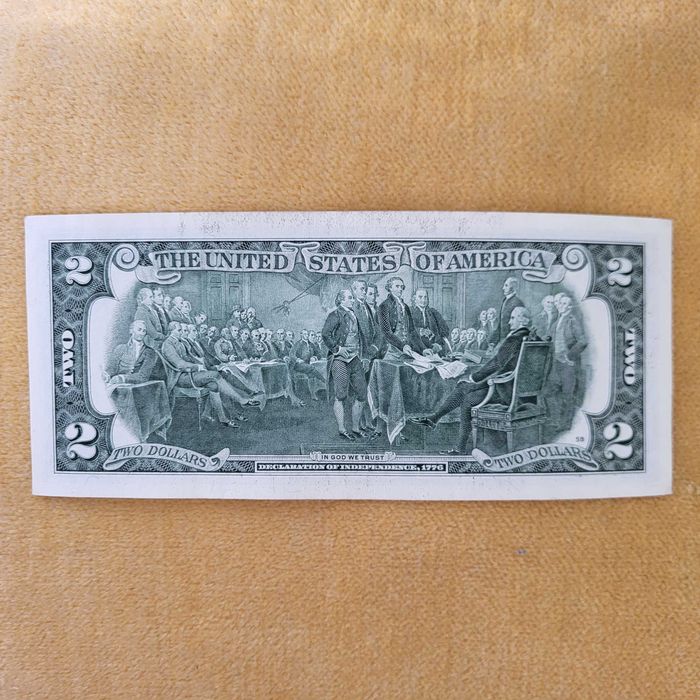 THE UNITED STATES OF AMERICA
2
2
TWO
TWO
2
2
TWO DOLLARS
TWO DOLLARS
IN GOD WE TRUST
DECLARATION OF INDEPENDENCE, 1776